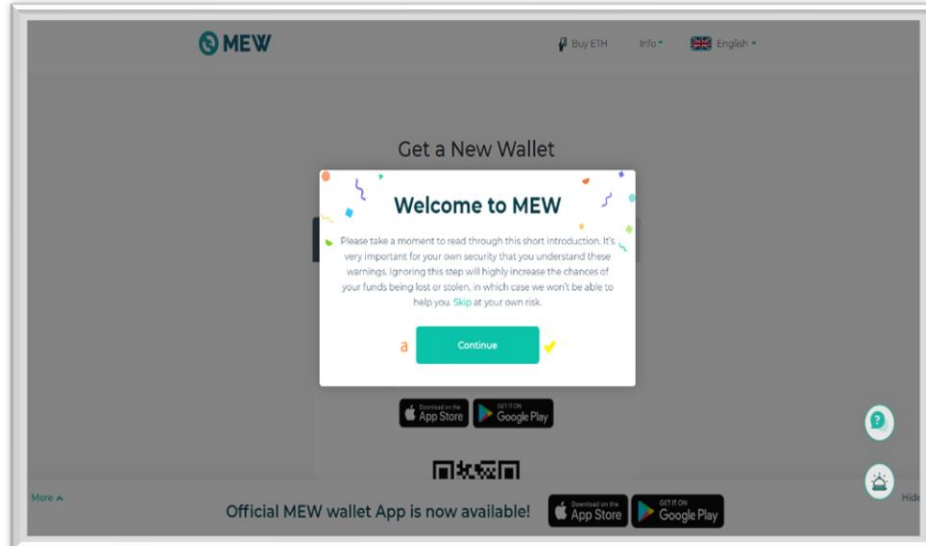 MEW
Buy ETH Info English
Get a New Wallet
Welcome to MEW
Please take a moment to read through this short introduction. It's
very important for your own security that you understand these
warnings. Ignoring this step will highly increase the chances of
your funds being lost or stolen, in which case we won't be able to
help you. Skip at your own risk.
a Continue
Download on the
App Store
GET IT ON
Google Play
More
Official MEW wallet App is now available!
Download on the
App Store
GET IT ON
Google Play
Hide